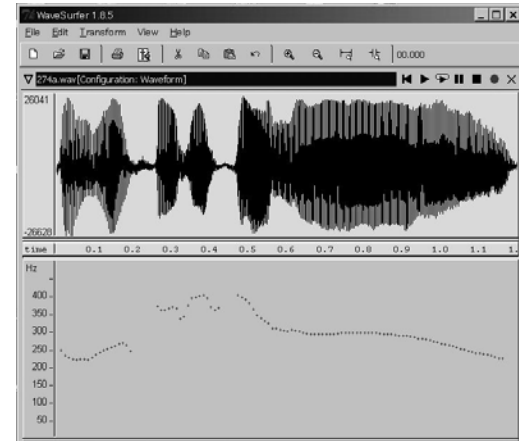 WaveSurfer 1.8.5
File Edit Transform View Help
00.000
274a.wav[Configuration: Waveform]
26041
-26628
time 0.1 0.2 0.3 0.4 0.5 0.6 0.7 0.8 0.9 1.0 1.1 1.
Hz
400
350
300
250
200
150
100
50